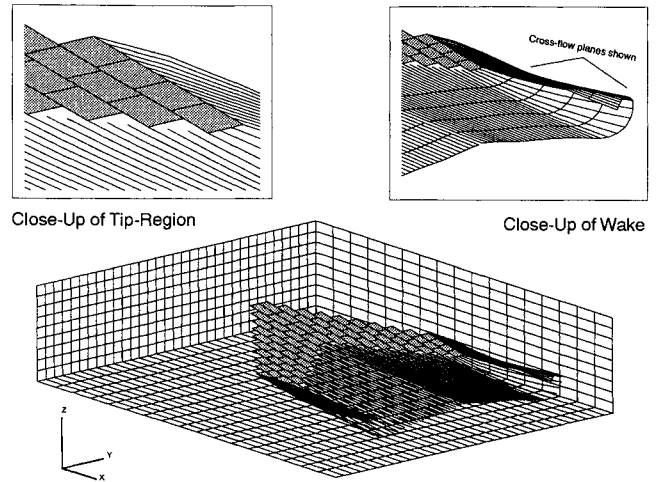 Cross-flow planes shown
Close-Up of Tip-Region
Close-Up of Wake
Z
Y
X